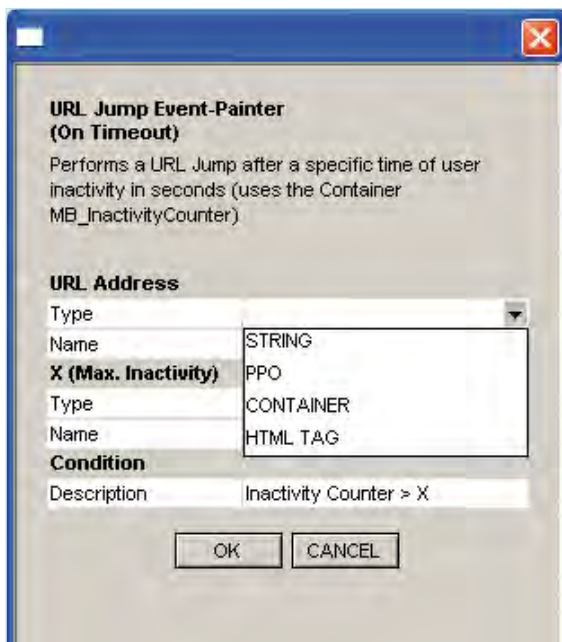 URL Jump Event-Painter
(On Timeout)
Performs a URL Jump after a specific time of user
inactivity in seconds (uses the Container
MB_InactivityCounter)
URL Address
Type
Name
STRING
X (Max. Inactivity)
PPO
Type
CONTAINER
Name
HTML TAG
Condition
Description Inactivity Counter > X
OK CANCEL